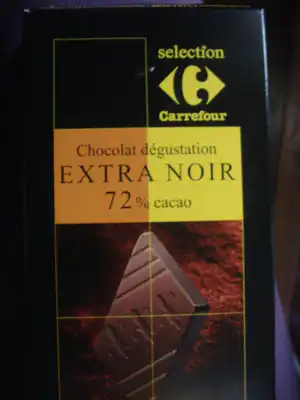 selection
Carrefour
Chocolat dégustation
EXTRA NOIR
72% cacao